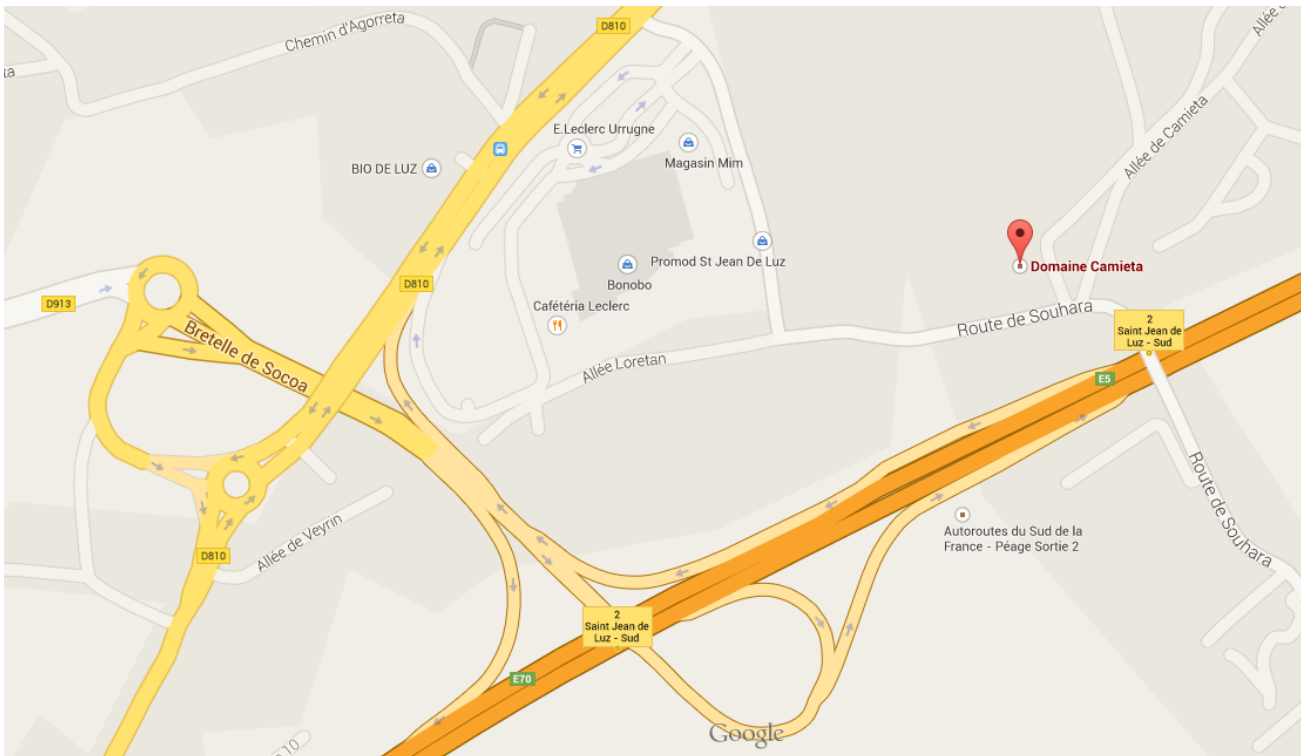 D810
Chemin d'Agorreta
Allée de Camieta
E.Leclerc Urrugne
Magasin Mim
BIO DE LUZ
Promod St Jean De Luz
Bonobo
Domaine Camieta
D810
D913
Cafétéria Leclerc
Route de Souhara
2
Saint Jean de
Luz - Sud
Bretelle de Socoa
Allée Loretan
E5
Route de Souhara
Allée de Veyrin
D810
Autoroutes du Sud de la
France - Péage Sortie 2
2
Saint Jean de
Luz - Sud
E70
Google
10